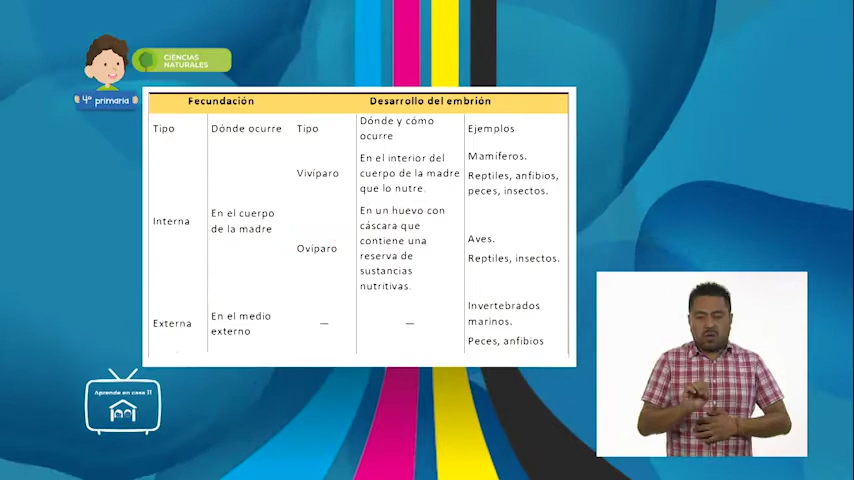 CIENCIAS
NATURALES
4° primaria
Fecundación Desarrollo del embrión
Tipo Dónde ocurre Tipo Dónde y cómo ocurre Ejemplos
Interna
En el cuerpo
de la madre
Vivíparo
En el interior del
cuerpo de la madre
que lo nutre.
Mamíferos.
Reptiles, anfibios,
peces, insectos.
Ovíparo
En un huevo con
cáscara que
contiene una
reserva de
sustancias
nutritivas.
Aves.
Reptiles, insectos.
Externa
En el medio
externo
—
—
Invertebrados
marinos.
Peces, anfibios
Aprende en casa II